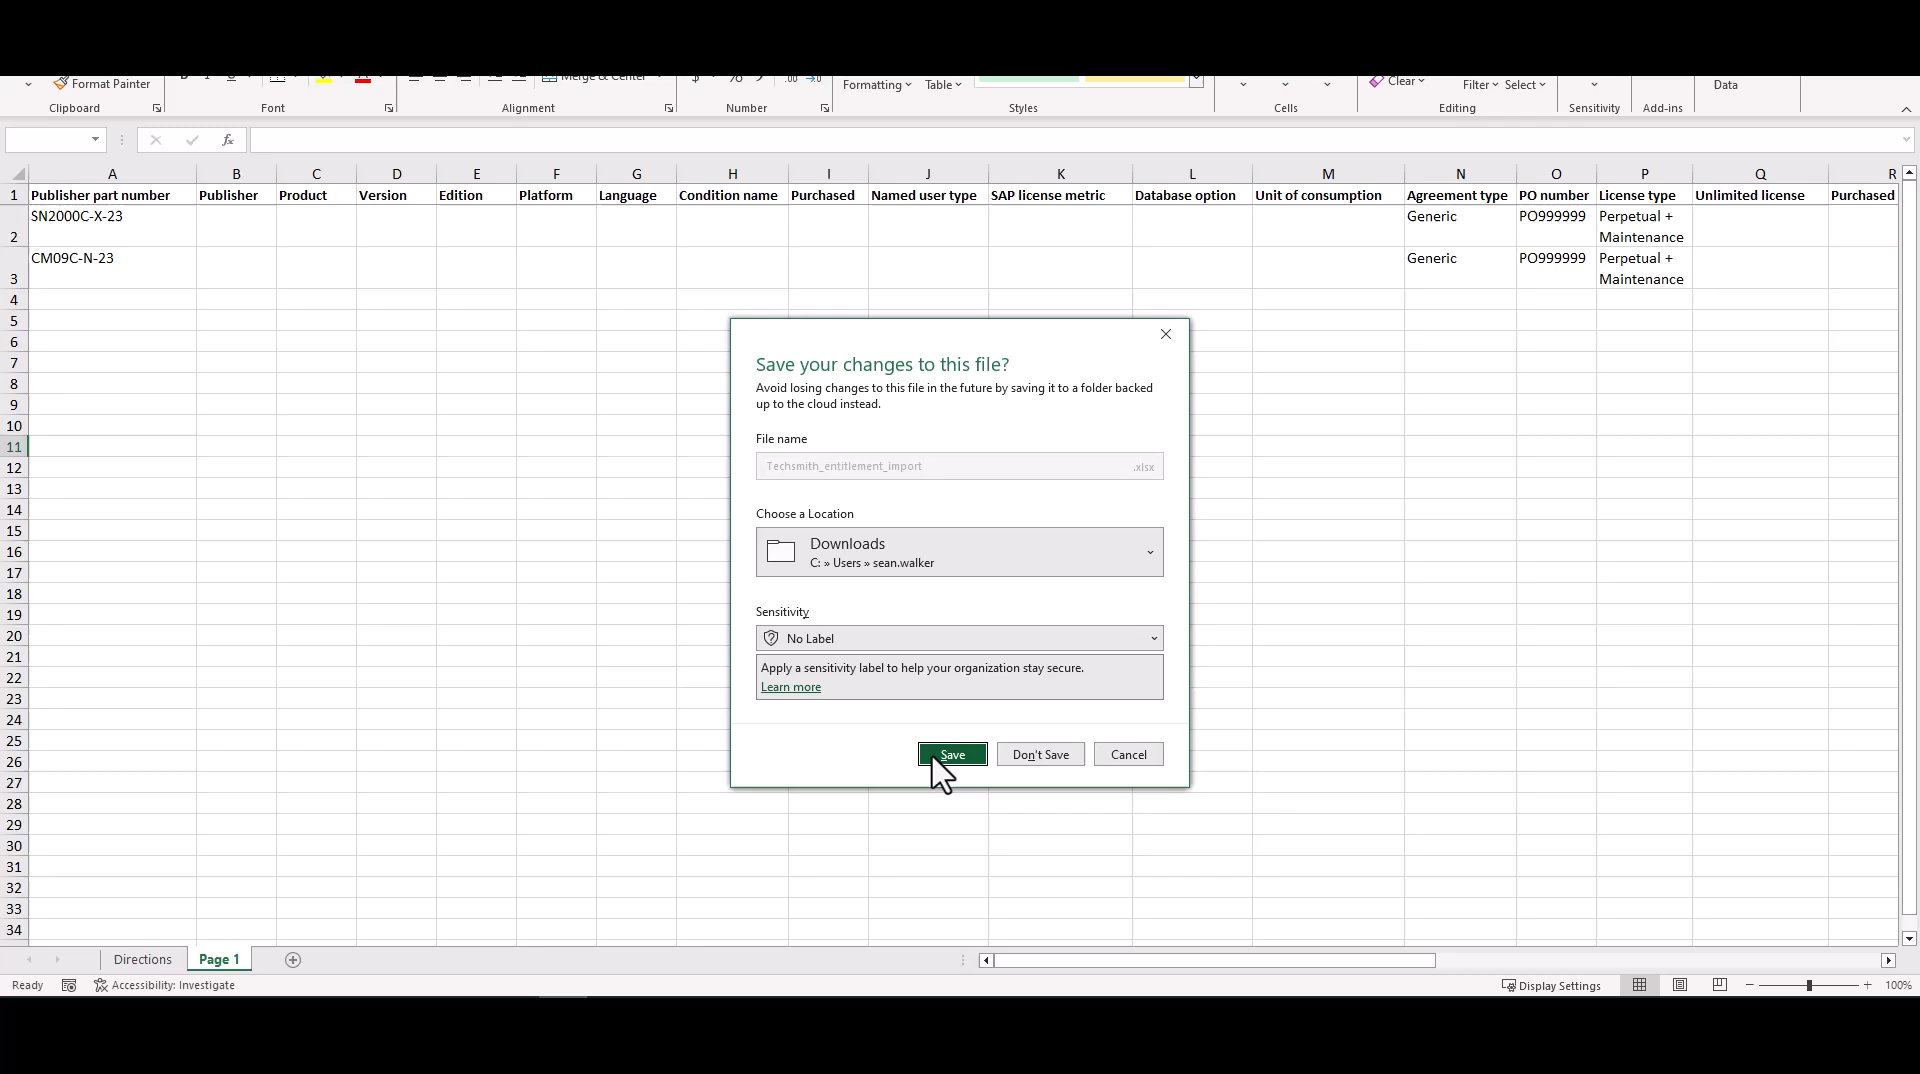 Format Painter
Merge & Center
$ % .00
Formatting Table
Clear
Filter Select
Data
Clipboard Font Alignment Number Styles Cells Editing Sensitivity Add-ins
fx
A B C D E F G H I J K L M N O P Q R
1 Publisher part number Publisher Product Version Edition Platform Language Condition name Purchased Named user type SAP license metric Database option Unit of consumption Agreement type PO number License type Unlimited license Purchased
2 SN2000C-X-23 Generic PO999999 Perpetual +
Maintenance
3 CM09C-N-23 Generic PO999999 Perpetual +
Maintenance
4
5
6
7
8
9
10
11
12
13
14
15
16
17
18
19
20
21
22
23
24
25
26
27
28
29
30
31
32
33
34
Save your changes to this file?
Avoid losing changes to this file in the future by saving it to a folder backed
up to the cloud instead.
File name
Techsmith_entitlement_import .xlsx
Choose a Location
Downloads
C: » Users » sean.walker
Sensitivity
No Label
Apply a sensitivity label to help your organization stay secure.
Learn more
Save Don't Save Cancel
Directions Page 1
Ready Accessibility: Investigate Display Settings 100%